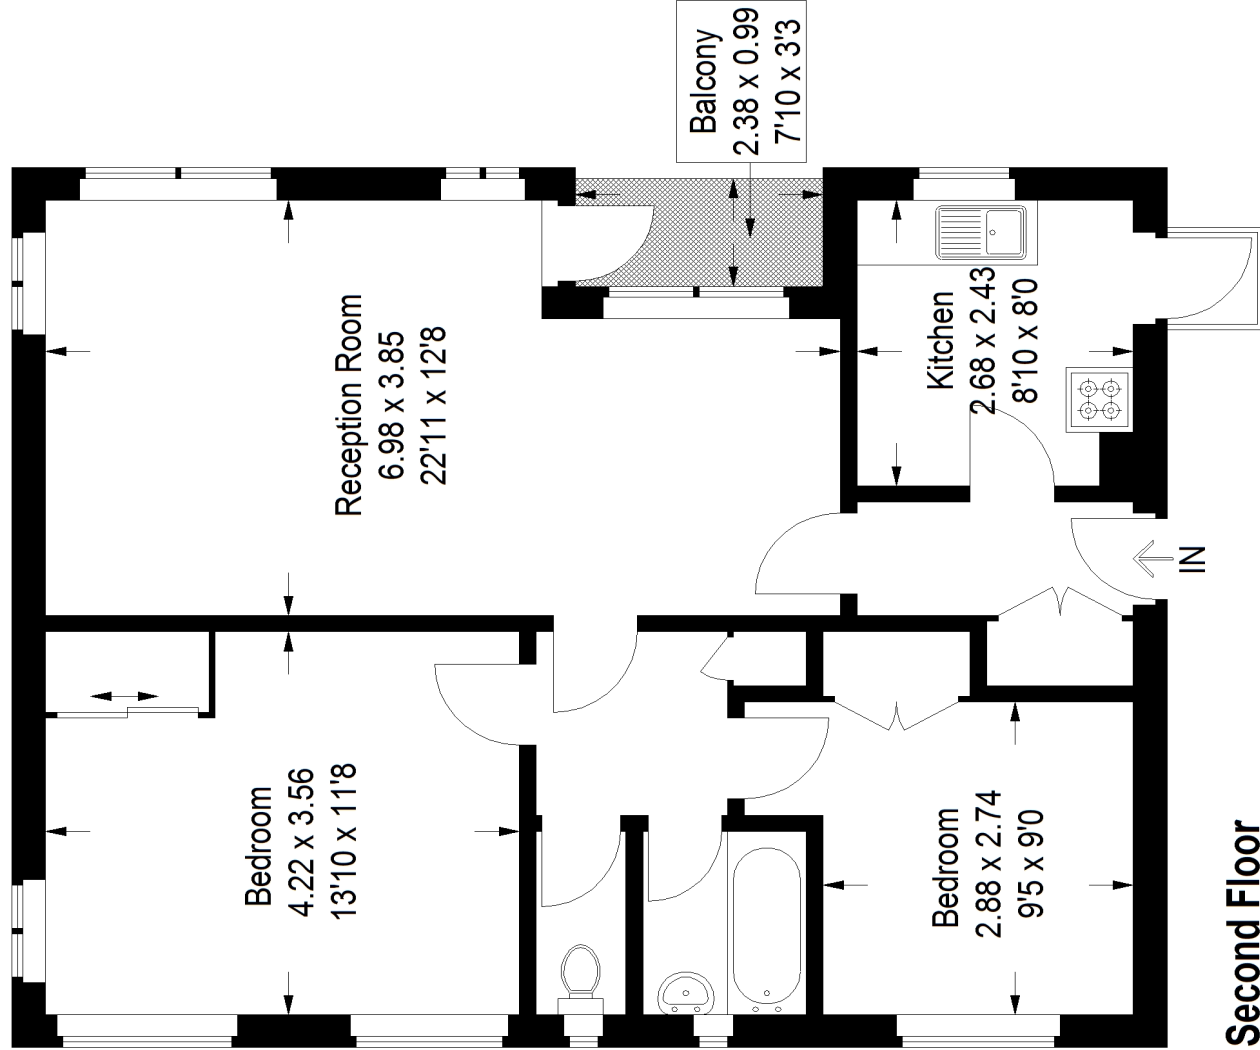 Balcony
2.38 x 0.99
7'10 x 3'3
Reception Room
6.98 x 3.85
22'11 x 12'8
Kitchen
2.68 x 2.43
8'10 x 8'0
IN
Bedroom
4.22 x 3.56
13'10 x 11'8
Bedroom
2.88 x 2.74
9'5 x 9'0
Second Floor